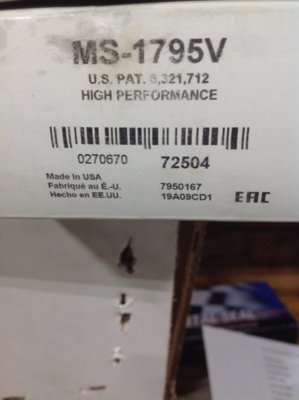 MS-1795V
U.S. PAT. 6,321,712
HIGH PERFORMANCE
0270670 72504
Made in USA
Fabriqué au É.-U. 7950167
Hecho en EE.UU. 19A09CD1 EAC